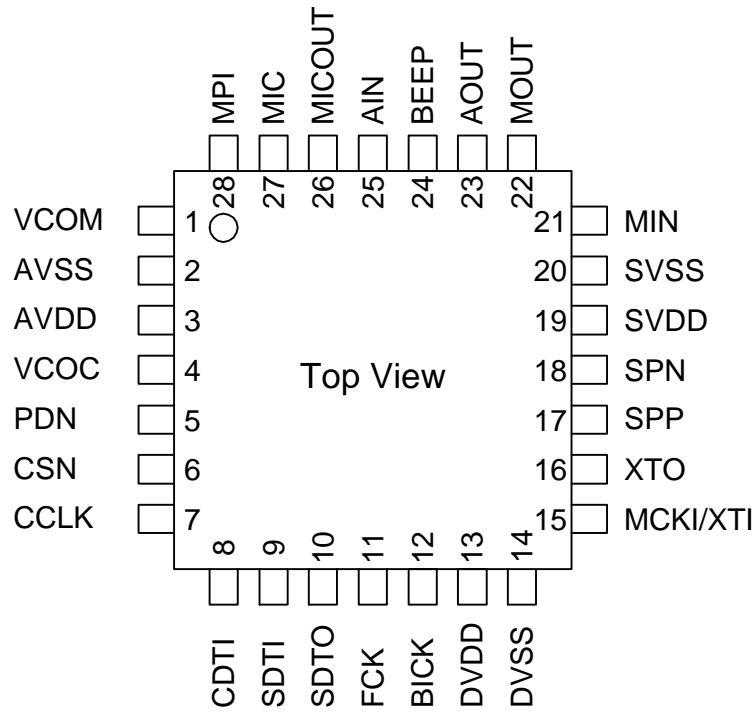 MPI
MIC
MICOUT
AIN
BEEP
AOUT
MOUT
28
27
26
25
24
23
22
VCOM 1
AVSS 2
AVDD 3
VCOC 4
PDN 5
CSN 6
CCLK 7
Top View
21 MIN
20 SVSS
19 SVDD
18 SPN
17 SPP
16 XTO
15 MCKI/XTI
8
9
10
11
12
13
14
CDTI
SDTI
SDTO
FCK
BICK
DVDD
DVSS